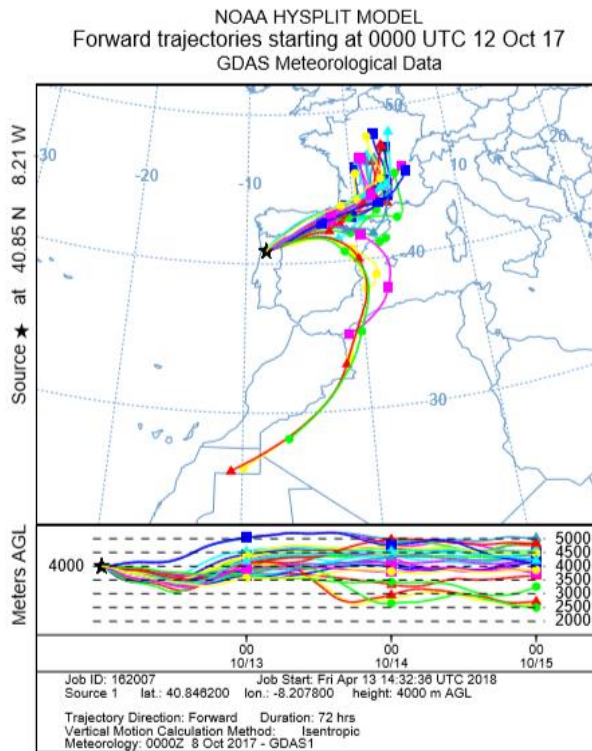 NOAA HYSPLIT MODEL
Forward trajectories starting at 0000 UTC 12 Oct 17
GDAS Meteorological Data
Source ★ at 40.85 N 8.21 W
-30
-20
-10
50
20
10
-40
30
Meters AGL
4000
5000
4500
4000
3500
3000
2500
2000
00 00 00
10/13 10/14 10/15
Job ID: 162007 Job Start: Fri Apr 13 14:32:36 UTC 2018
Source 1 lat.: 40.846200 lon.: -8.207800 height: 4000 m AGL
Trajectory Direction: Forward Duration: 72 hrs
Vertical Motion Calculation Method: Isentropic
Meteorology: 0000Z 8 Oct 2017 - GDAS1